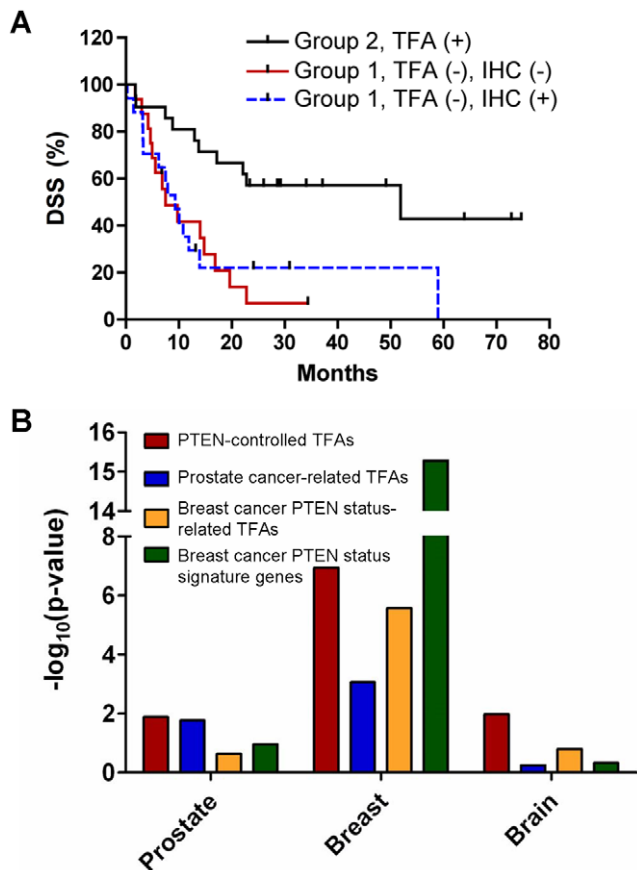 A
120
100
80
60
40
20
0
DSS (%)
Group 2, TFA (+)
Group 1, TFA (-), IHC (-)
Group 1, TFA (-), IHC (+)
0 10 20 30 40 50 60 70 80
Months
B
16
15
14
8
6
4
2
0
-log10(p-value)
PTEN-controlled TFAs
Prostate cancer-related TFAs
Breast cancer PTEN status-
related TFAs
Breast cancer PTEN status
signature genes
Prostate
Breast
Brain